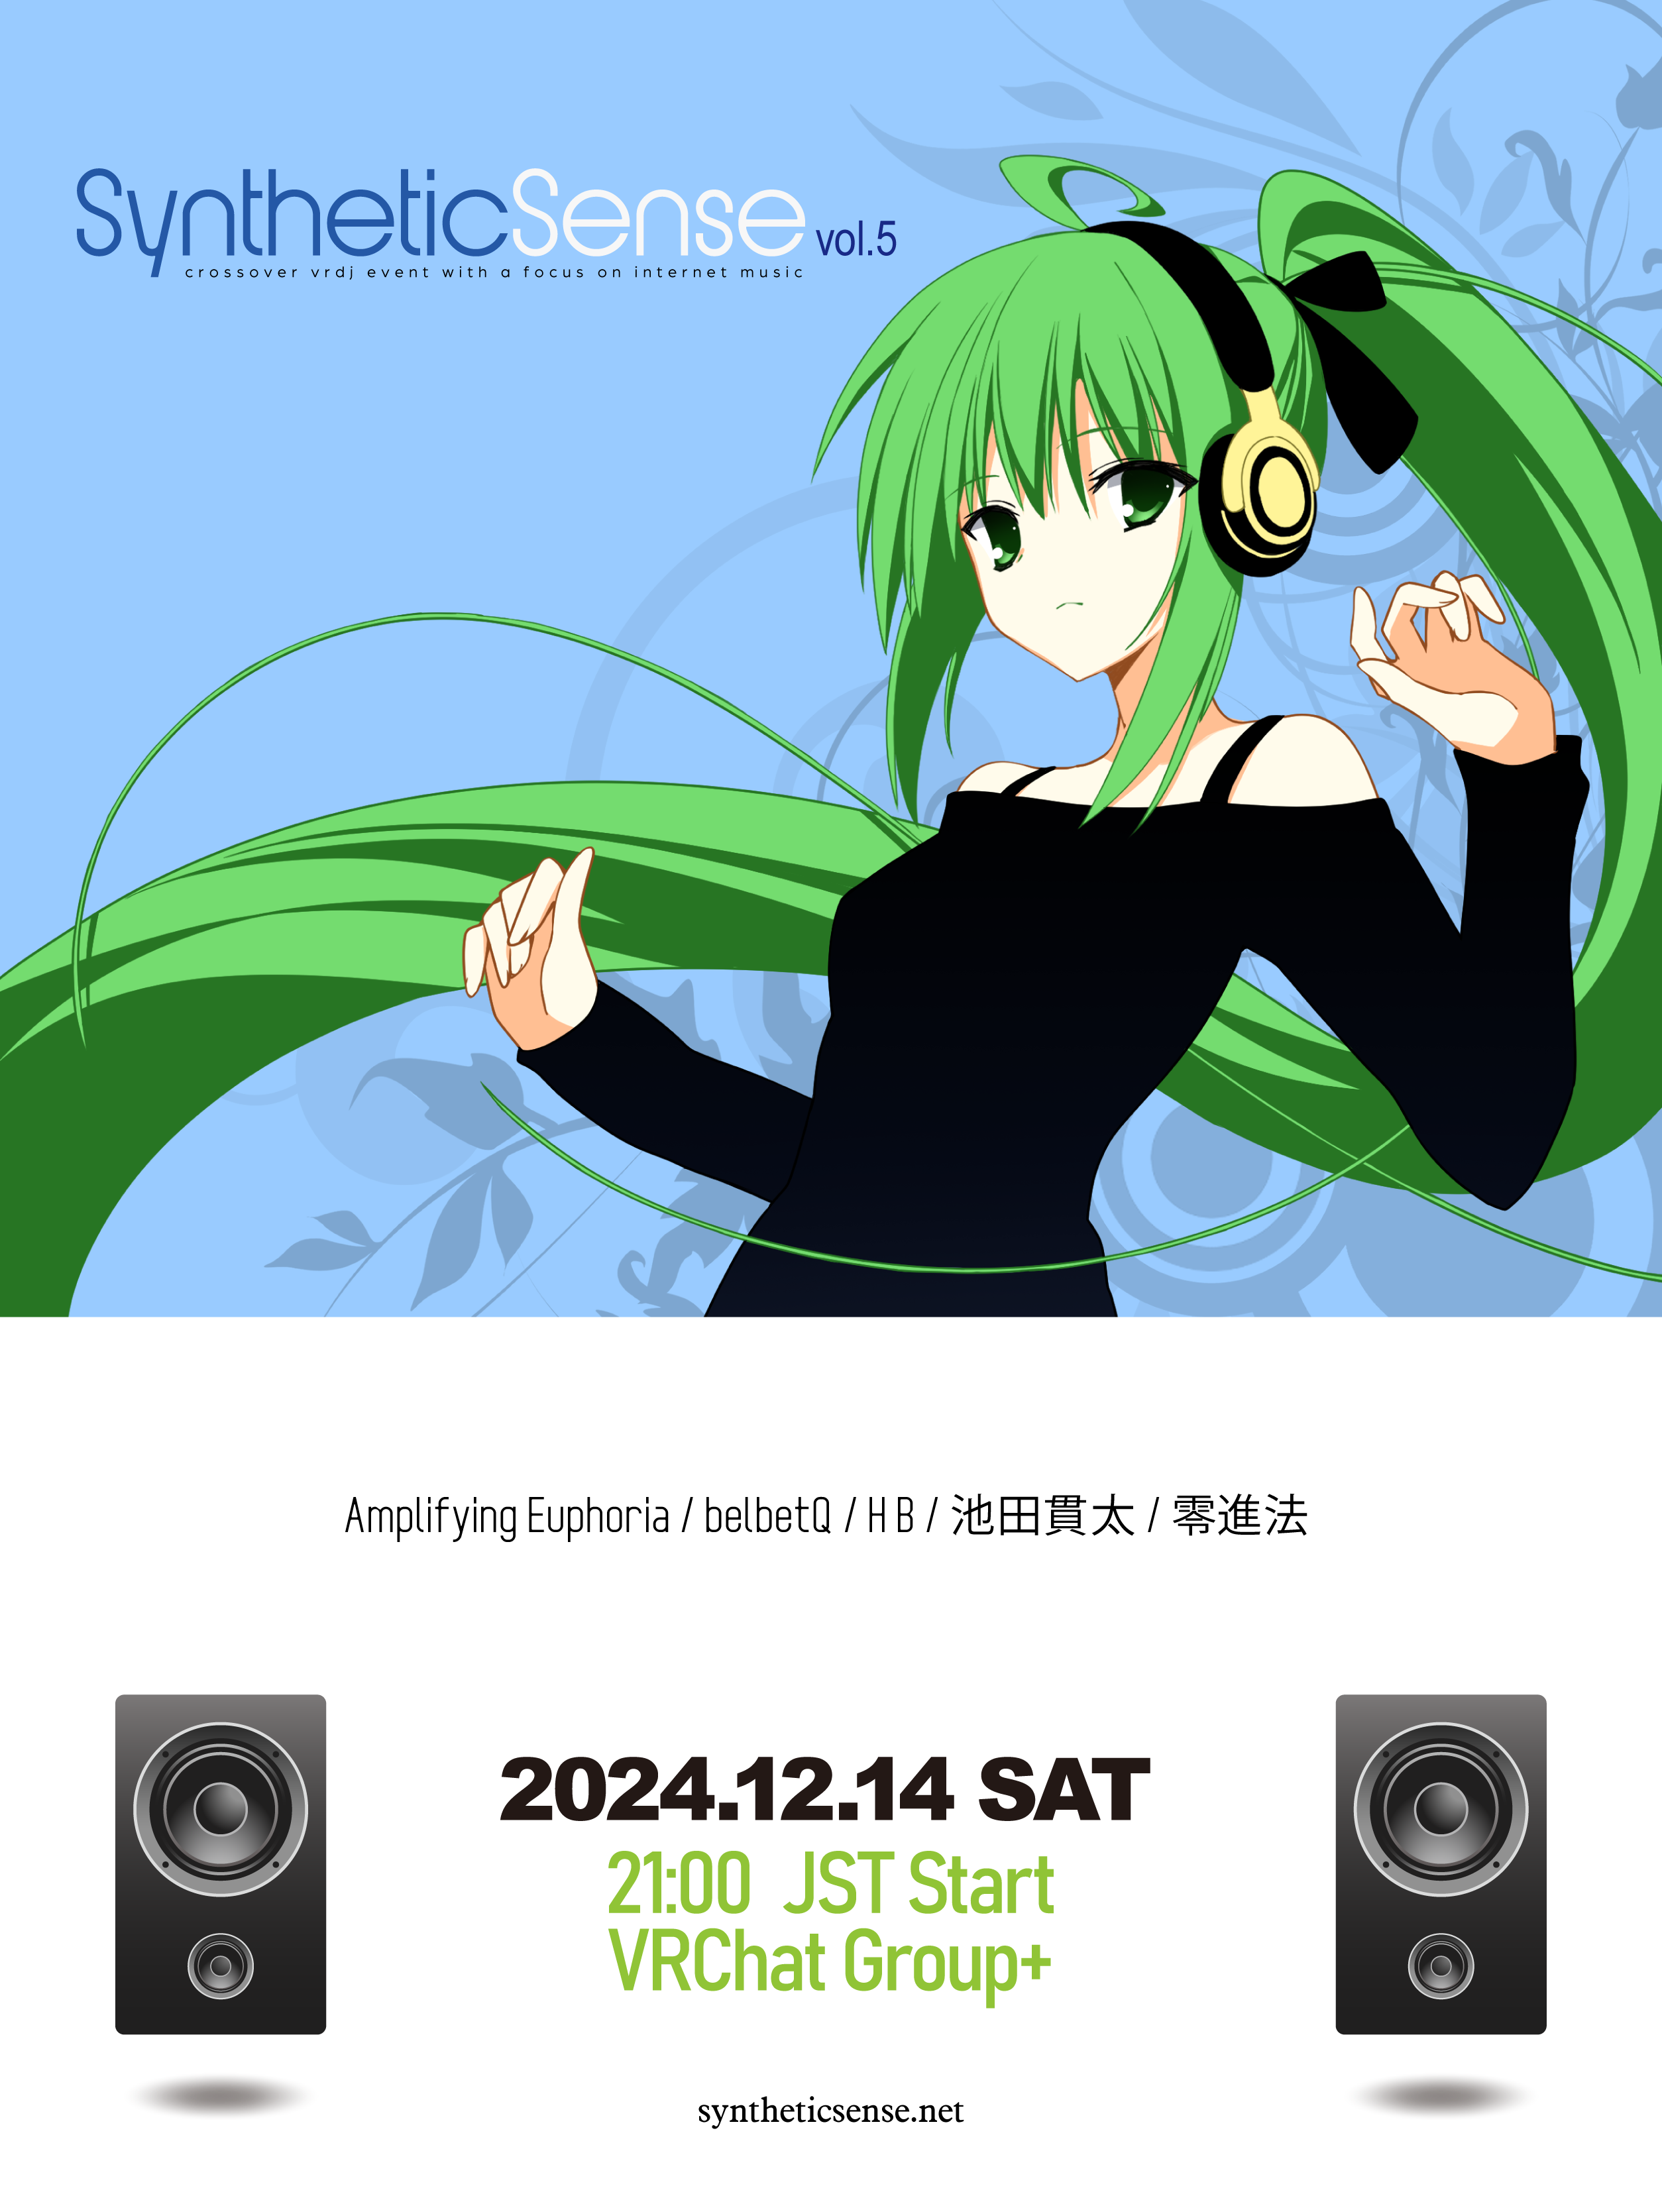 SyntheticSense vol.5
crossover vrdj event with a focus on internet music
Amplifying Euphoria / belbetQ / H B / 池田貫太 / 零進法
2024.12.14 SAT
21:00 JST Start
VRChat Group+
syntheticsense.net